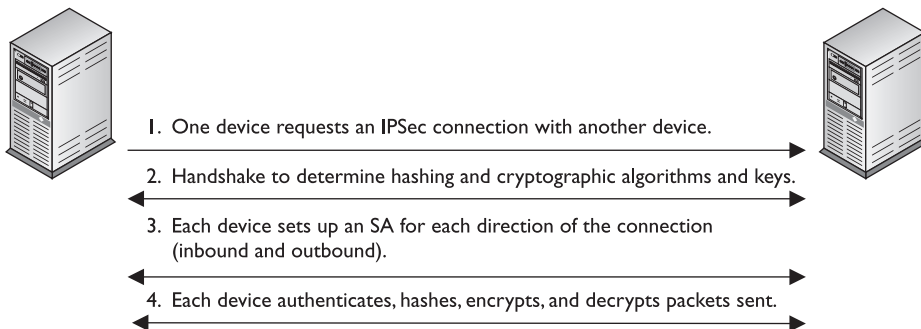 1. One device requests an IPSec connection with another device.
2. Handshake to determine hashing and cryptographic algorithms and keys.
3. Each device sets up an SA for each direction of the connection
(inbound and outbound).
4. Each device authenticates, hashes, encrypts, and decrypts packets sent.